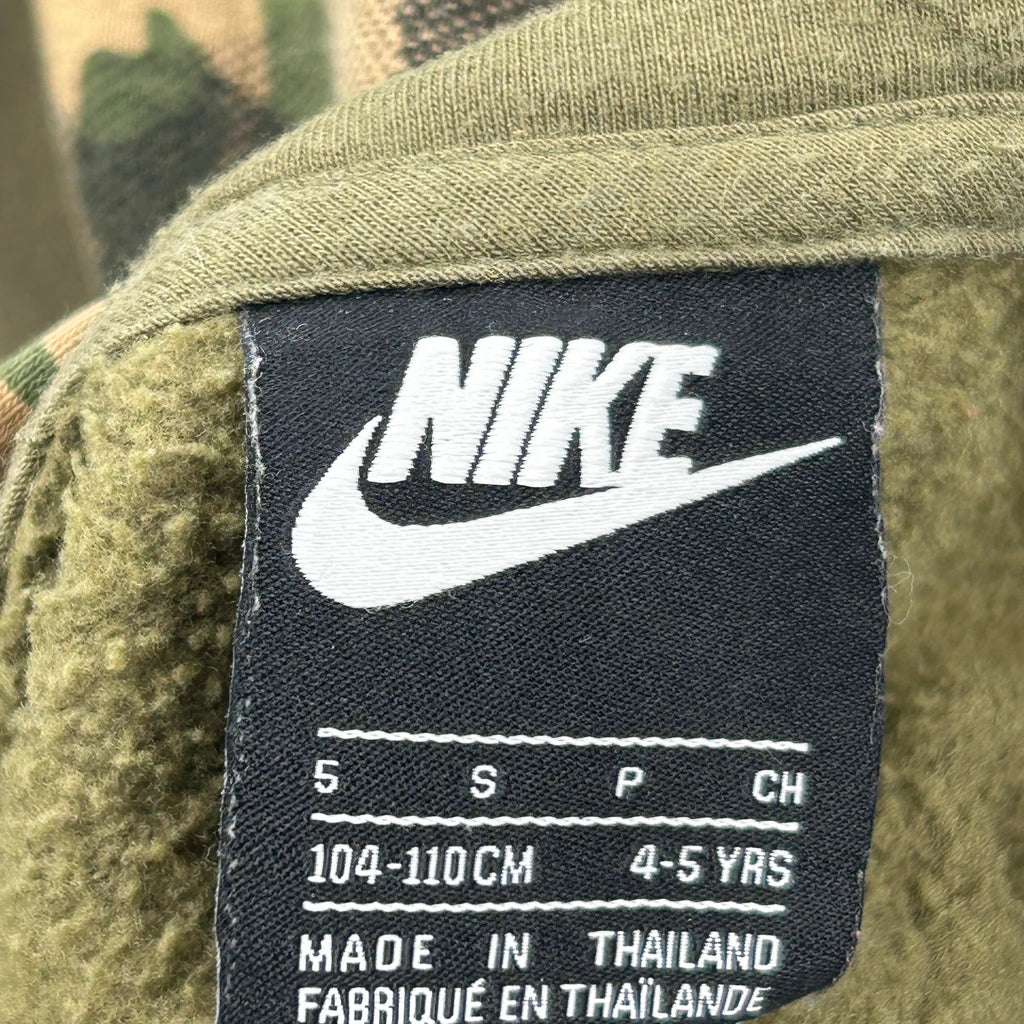 NIKE
5 S P CH
104-110CM 4-5 YRS
MADE IN THAILAND
FABRIQUÉ EN THAÏLANDE